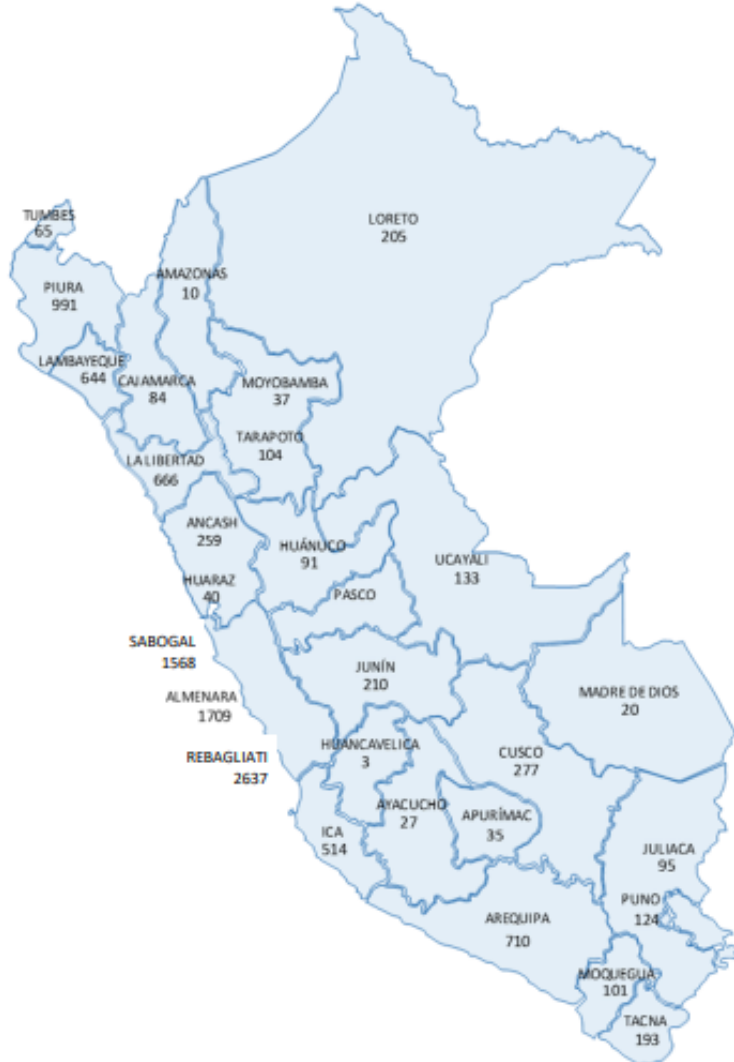 LORETO
205
TUMBES
65
AMAZONAS
10
PIURA
991
LAMBAYEQUE
644
CAJAMARCA
84
MOYOBAMBA
37
TARAPOTO
104
LA LIBERTAD
666
ANCASH
259
HUÁNUCO
91
UCAYALI
133
HUARAZ
40
PASCO
SABOGAL
1568
JUNÍN
210
ALMENARA
1709
MADRE DE DIOS
20
REBAGLIATI
2637
HUANCAVELICA
3
CUSCO
277
AYACUCHO
27
APURÍMAC
35
ICA
514
JULIACA
95
PUNO
124
AREQUIPA
710
MOQUEGUA
101
TACNA
193